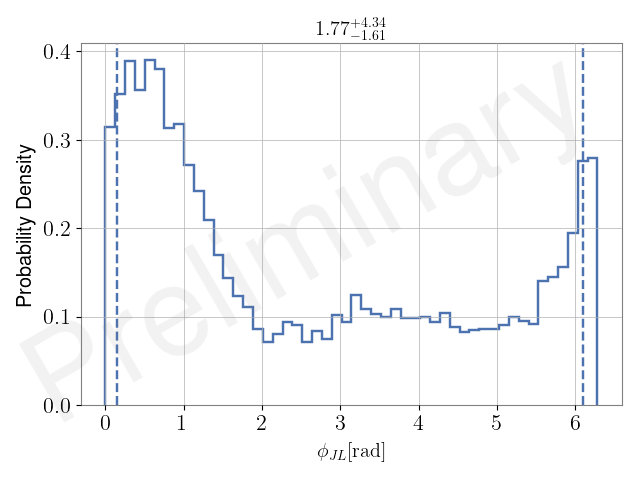 1.77^{+4.34}_{-1.61}
Probability Density
0.4
0.3
0.2
0.1
0.0
0 1 2 3 4 5 6
ϕ_{JL}[rad]
Preliminary